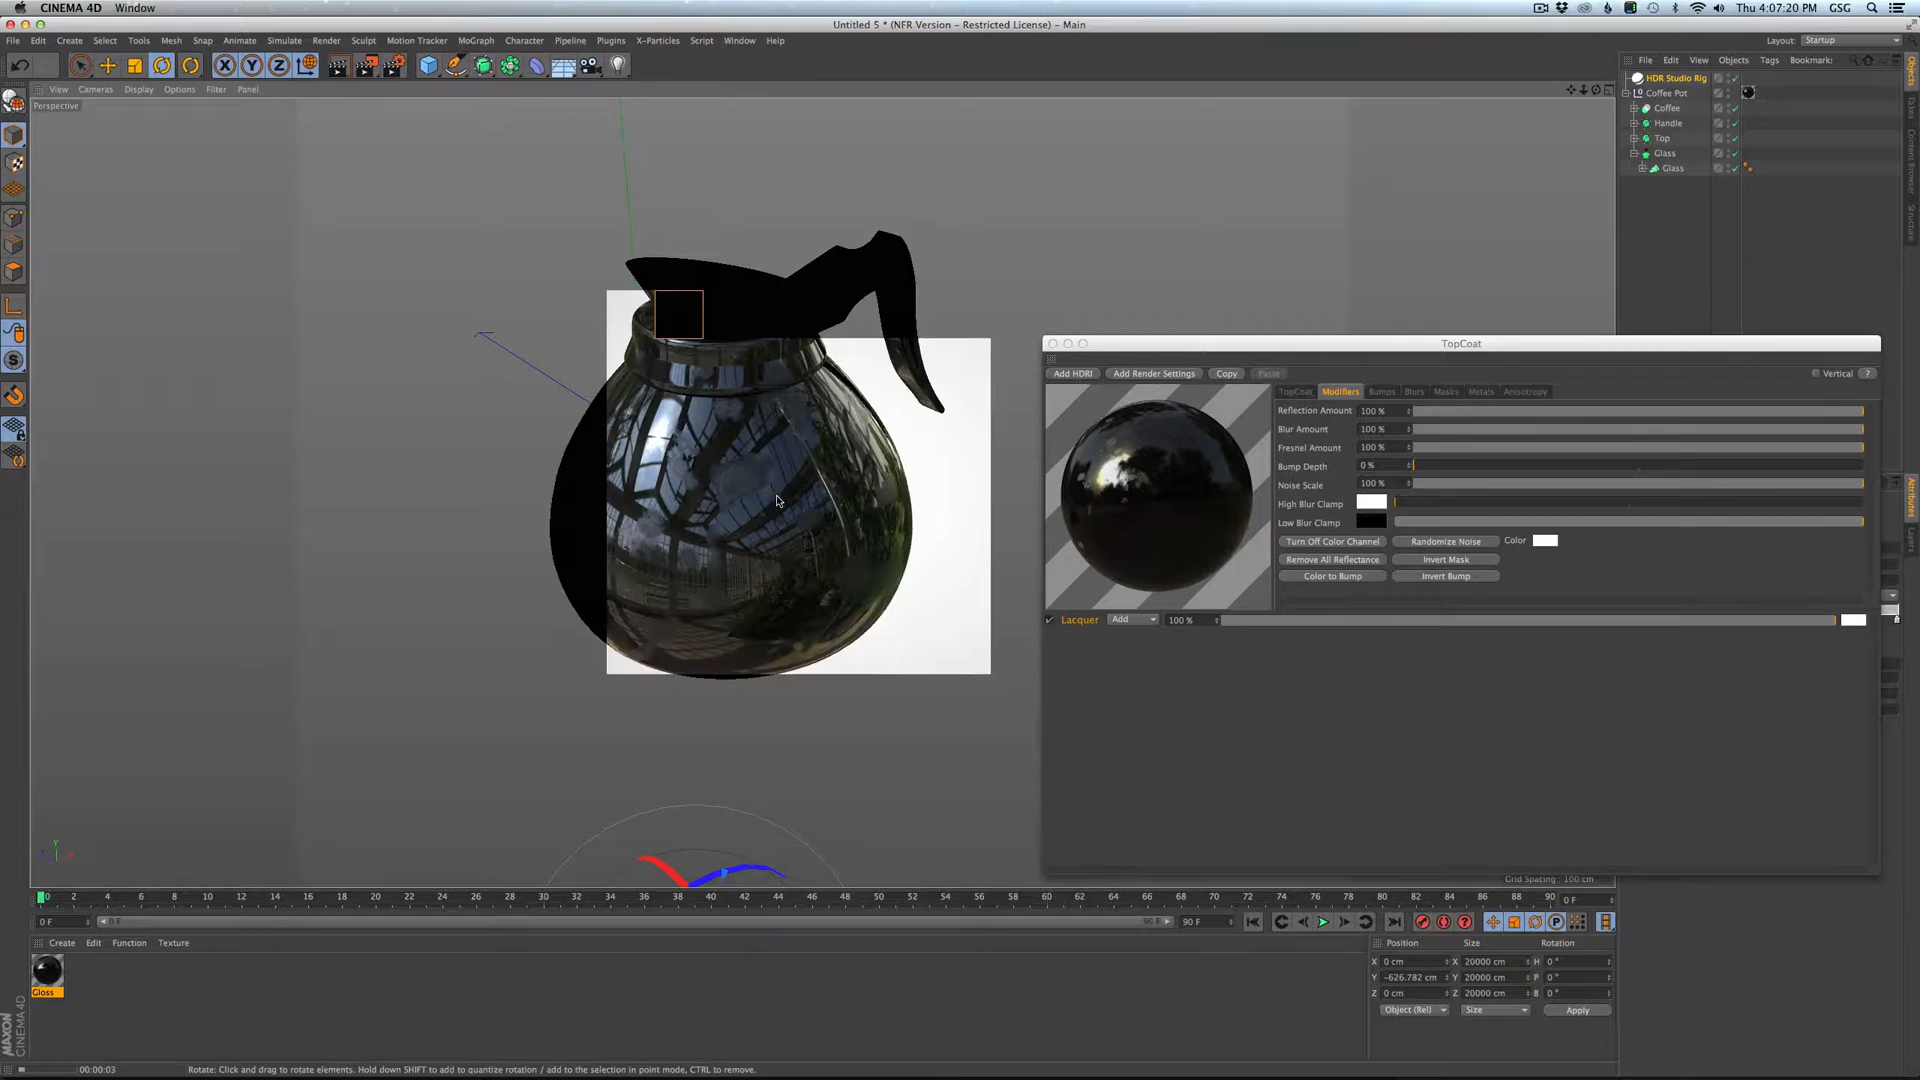 CINEMA 4D Window
Thu 4:07:20 PM GSG
Untitled 5 * (NFR Version - Restricted License) - Main
File Edit Create Select Tools Mesh Snap Animate Simulate Render Sculpt Motion Tracker MoGraph Character Pipeline Plugins X-Particles Script Window Help
Layout: Startup
X Y Z
File Edit View Objects Tags Bookmark:
View Cameras Display Options Filter Panel
Perspective
HDR Studio Rig
Coffee Pot
Coffee
Handle
Top
Glass
Glass
Objects
Takes
Content Browser
Structure
Attributes
Layers
TopCoat
Add HDRI Add Render Settings Copy Paste Vertical ?
TopCoat Modifiers Bumps Blurs Masks Metals Anisotropy
Reflection Amount 100 %
Blur Amount 100 %
Fresnel Amount 100 %
Bump Depth 0 %
Noise Scale 100 %
High Blur Clamp
Low Blur Clamp
Turn Off Color Channel Randomize Noise Color
Remove All Reflectance Invert Mask
Color to Bump Invert Bump
Lacquer Add 100 %
Y
Grid Spacing : 100 cm
0 2 4 6 8 10 12 14 16 18 20 22 24 26 28 30 32 34 36 38 40 42 44 46 48 50 52 54 56 58 60 62 64 66 68 70 72 74 76 78 80 82 84 86 88 90 0 F
0 F 0 F 90 F 90 F
Create Edit Function Texture
Gloss
Position Size Rotation
X 0 cm X 20000 cm H 0 °
Y -626.782 cm Y 20000 cm P 0 °
Z 0 cm Z 20000 cm B 0 °
Object (Rel) Size Apply
MAXON
CINEMA 4D
00:00:03 Rotate: Click and drag to rotate elements. Hold down SHIFT to add to quantize rotation / add to the selection in point mode, CTRL to remove.